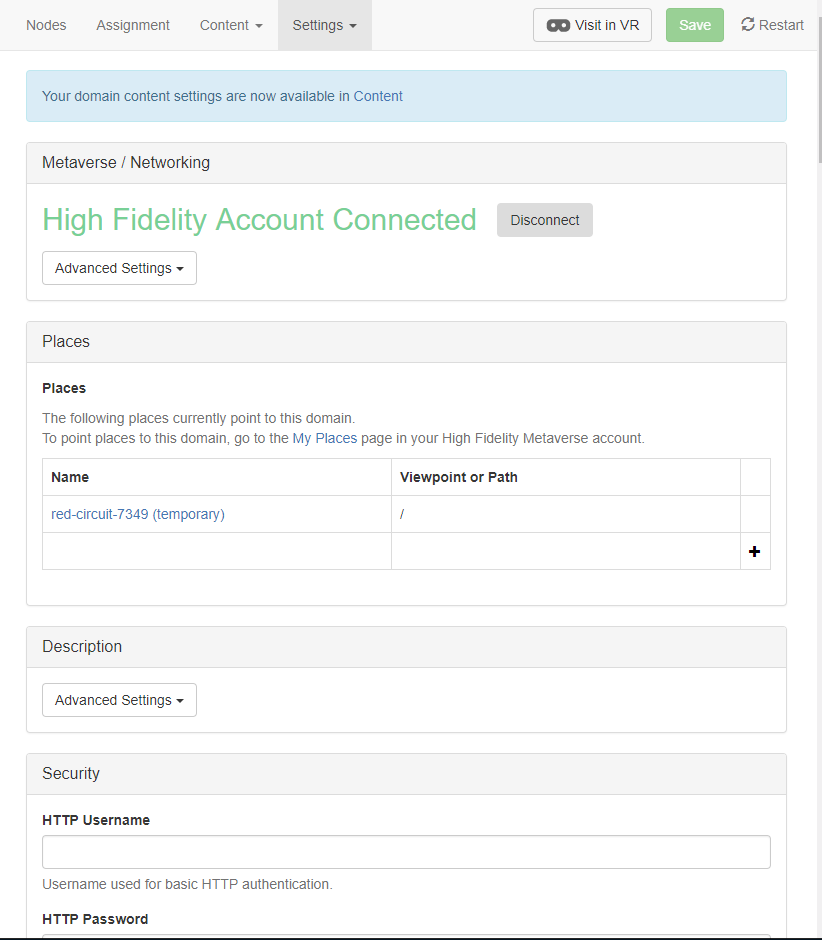 Nodes Assignment Content Settings Visit in VR Save Restart
Your domain content settings are now available in Content
Metaverse / Networking
High Fidelity Account Connected Disconnect
Advanced Settings
Places
Places
The following places currently point to this domain.
To point places to this domain, go to the My Places page in your High Fidelity Metaverse account.
Name Viewpoint or Path
red-circuit-7349 (temporary) /
+
Description
Advanced Settings
Security
HTTP Username
Username used for basic HTTP authentication.
HTTP Password